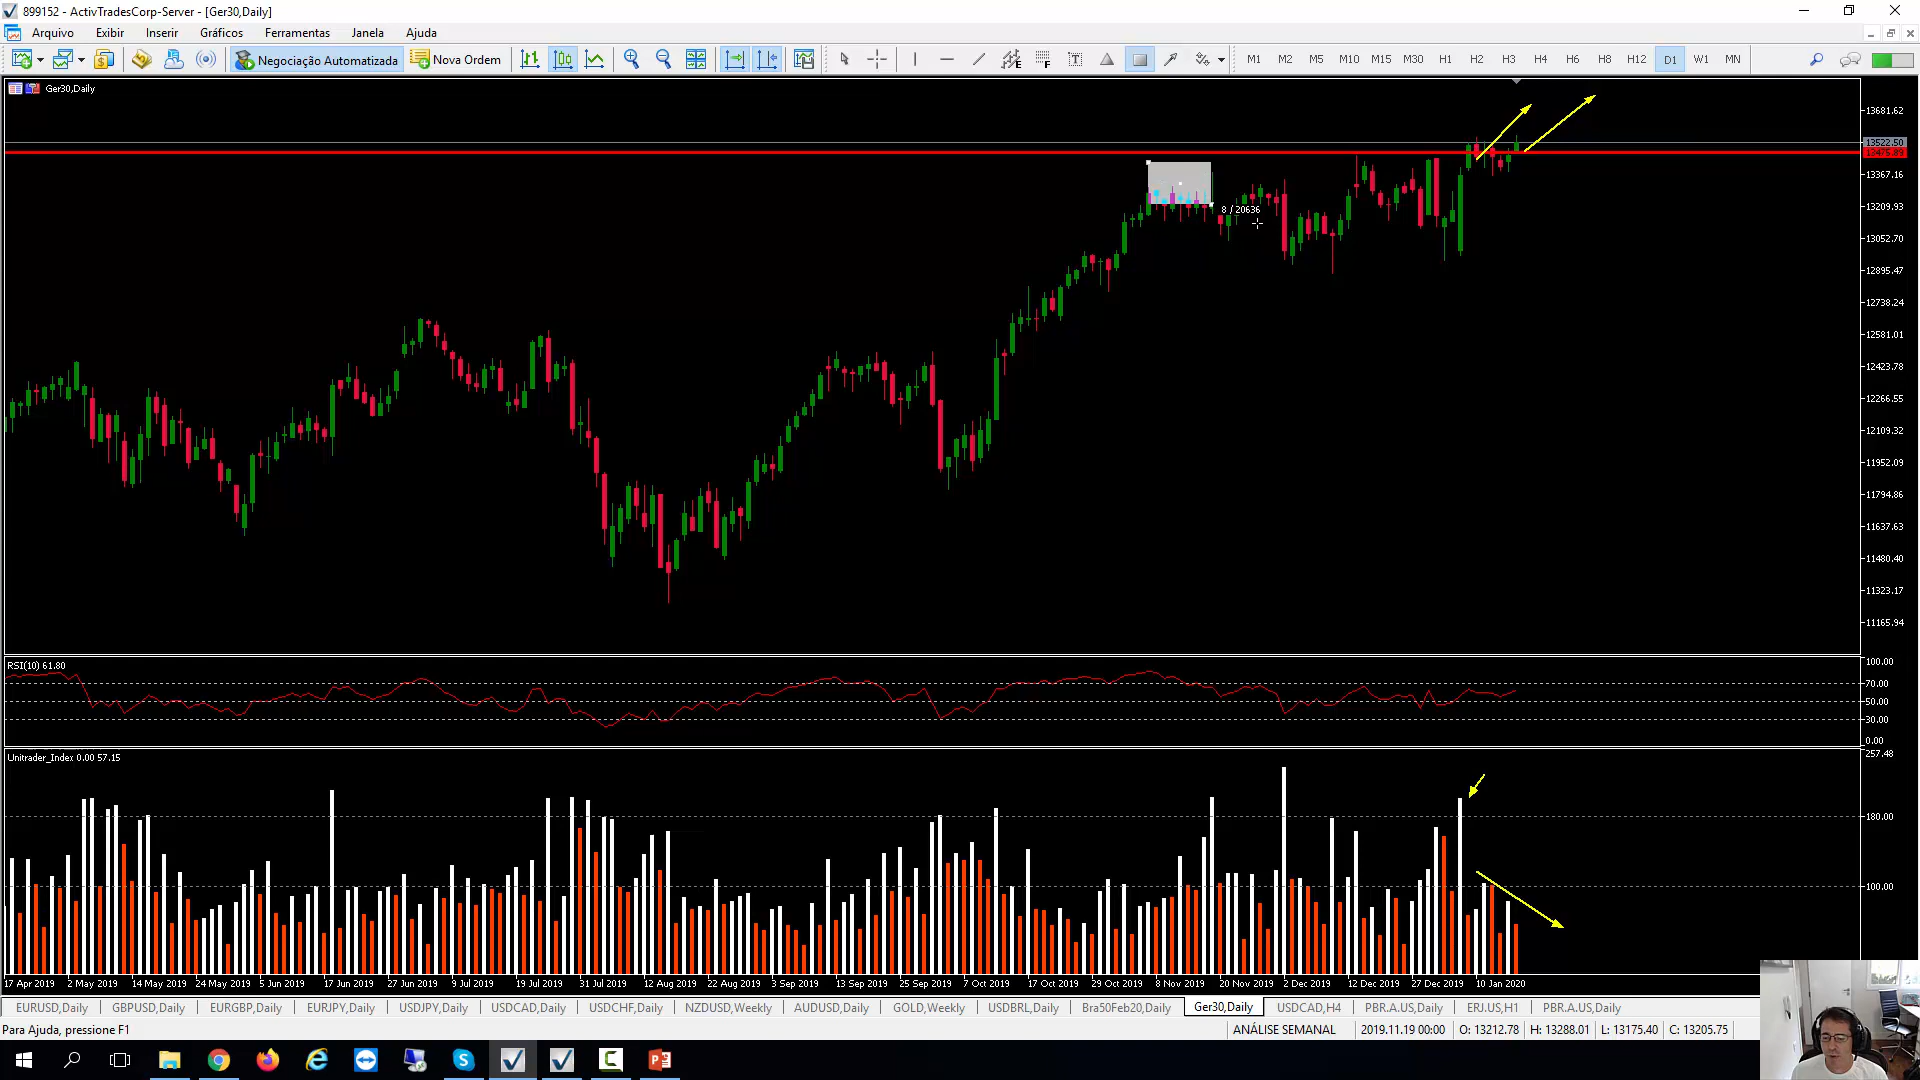 899152 - ActivTradesCorp-Server - [Ger30,Daily]
Arquivo Exibir Inserir Gráficos Ferramentas Janela Ajuda
Negociação Automatizada Nova Ordem M1 M2 M5 M10 M15 M30 H1 H2 H3 H4 H6 H8 H12 D1 W1 MN
Ger30,Daily
13681.62
13522.50
13367.16
13209.93
13052.70
12895.47
12738.24
12581.01
12423.78
12266.55
12109.32
11952.09
11794.86
11637.63
11480.40
11323.17
11165.94
8 / 20636
RSI(10) 61.80
100.00
70.00
50.00
30.00
0.00
Unitrader_Index 0.00 57.15
257.48
180.00
100.00
17 Apr 2019 2 May 2019 14 May 2019 24 May 2019 5 Jun 2019 17 Jun 2019 27 Jun 2019 9 Jul 2019 19 Jul 2019 31 Jul 2019 12 Aug 2019 22 Aug 2019 3 Sep 2019 13 Sep 2019 25 Sep 2019 7 Oct 2019 17 Oct 2019 29 Oct 2019 8 Nov 2019 20 Nov 2019 2 Dec 2019 12 Dec 2019 27 Dec 2019 10 Jan 2020
EURUSD,Daily GBPUSD,Daily EURGBP,Daily EURJPY,Daily USDJPY,Daily USDCAD,Daily USDCHF,Daily NZDUSD,Weekly AUDUSD,Daily GOLD,Weekly USDBRL,Daily Bra50Feb20,Daily Ger30,Daily USDCAD,H4 PBR.A.US,Daily ERJ.US,H1 PBR.A.US,Daily
Para Ajuda, pressione F1 ANÁLISE SEMANAL 2019.11.19 00:00 O: 13212.78 H: 13288.01 L: 13175.40 C: 13205.75